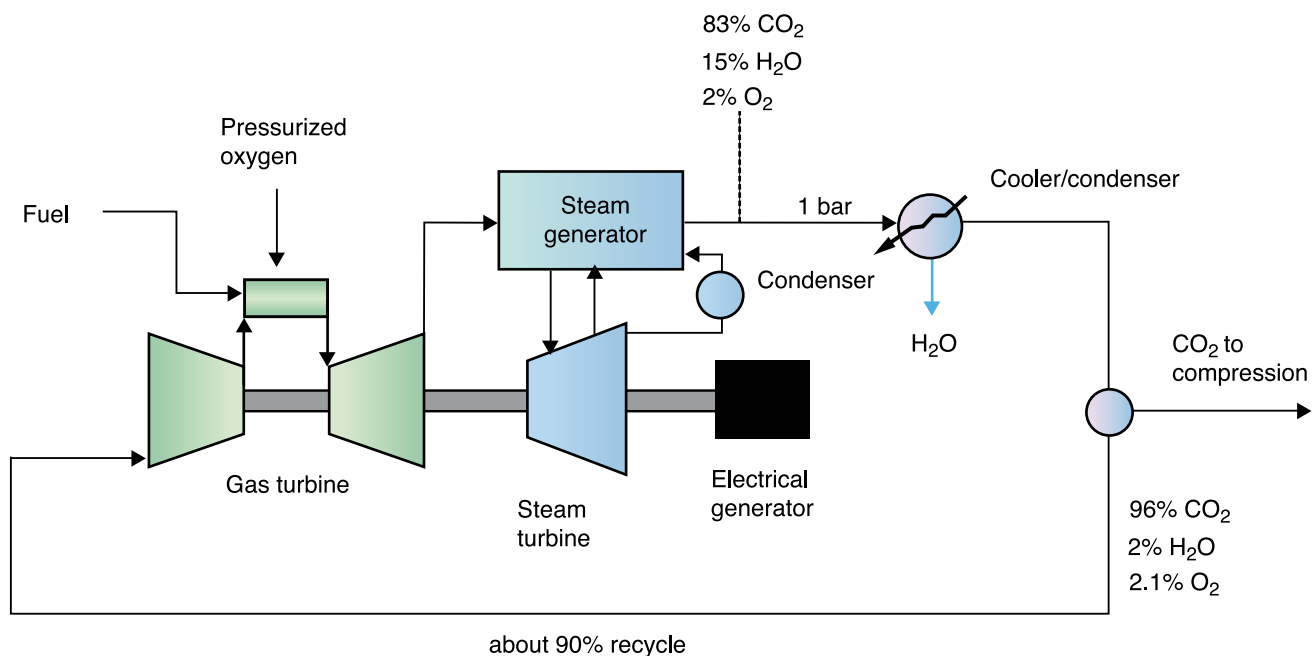 83% CO₂
15% H₂O
2% O₂
Pressurized
oxygen
Fuel
Steam
generator
1 bar
Cooler/condenser
Condenser
H₂O
CO₂ to
compression
Gas turbine
Steam
turbine
Electrical
generator
96% CO₂
2% H₂O
2.1% O₂
about 90% recycle